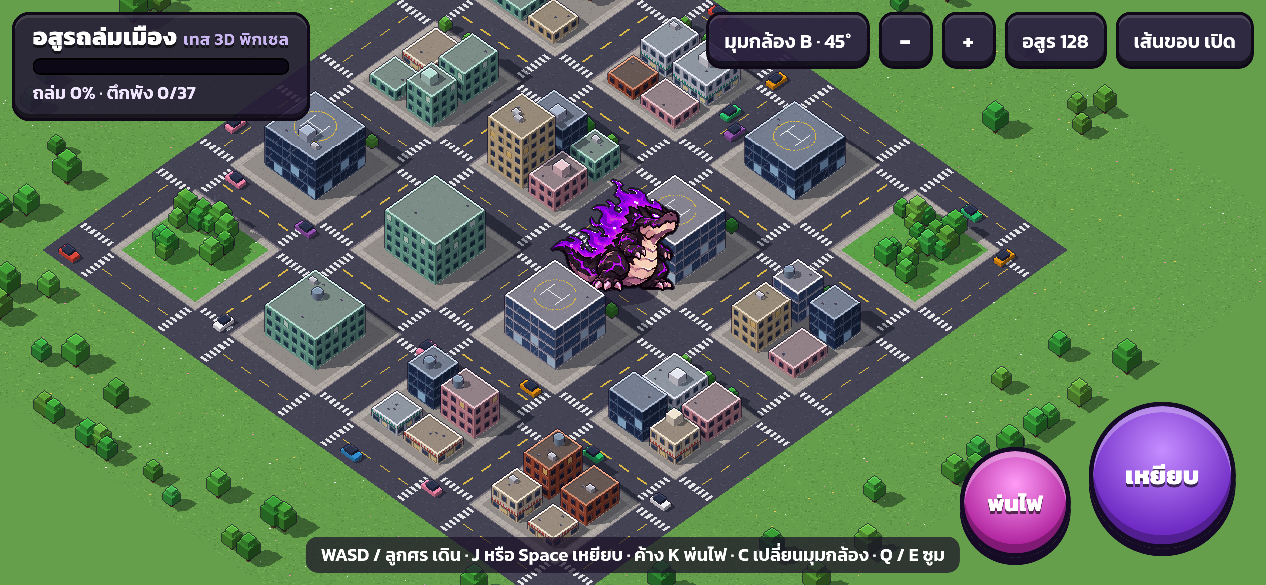 อสูรถล่มเมือง เทส 3D พิกเซล
ถล่ม 0% · ตึกพัง 0/37
มุมกล้อง B · 45°
−
+
อสูร 128
เส้นขอบ เปิด
H
H
H
H
พ่นไฟ
เหยียบ
WASD / ลูกศร เดิน · J หรือ Space เหยียบ · ค้าง K พ่นไฟ · C เปลี่ยนมุมกล้อง · Q / E ซูม